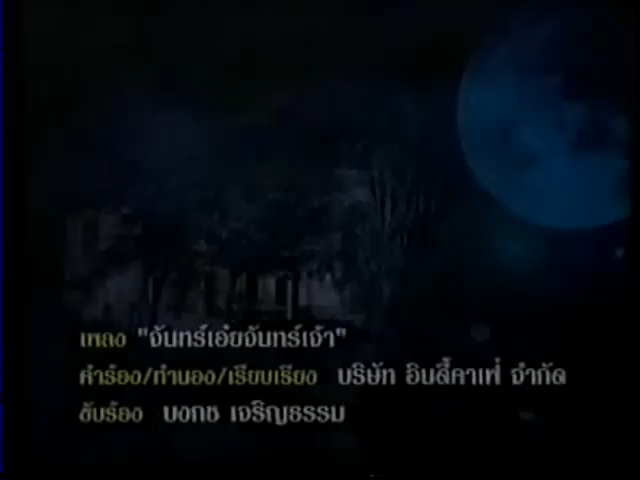 เพลง "จันทร์เอ๋ยจันทร์เจ้า"
คำร้อง/ทำนอง/เรียบเรียง บริษัท อินดี้คาเฟ่ จำกัด
ขับร้อง บงกช เจริญธรรม